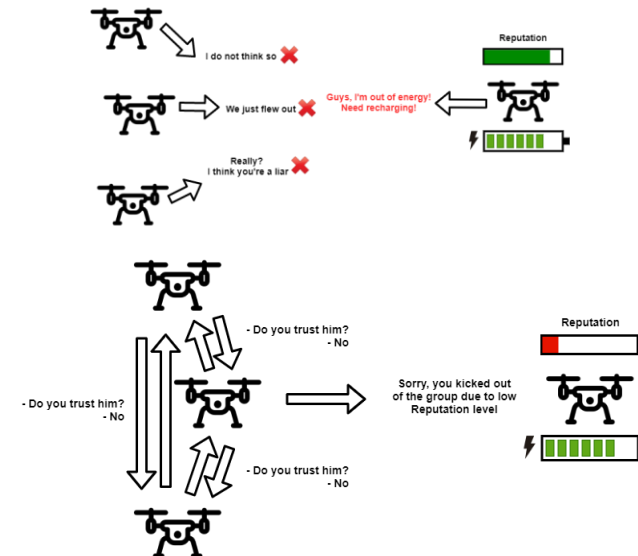 Reputation
I do not think so
Guys, I'm out of energy!
Need recharging!
We just flew out
Really?
I think you're a liar
- Do you trust him?
- No
Reputation
- Do you trust him?
- No
Sorry, you kicked out
of the group due to low
Reputation level
- Do you trust him?
- No